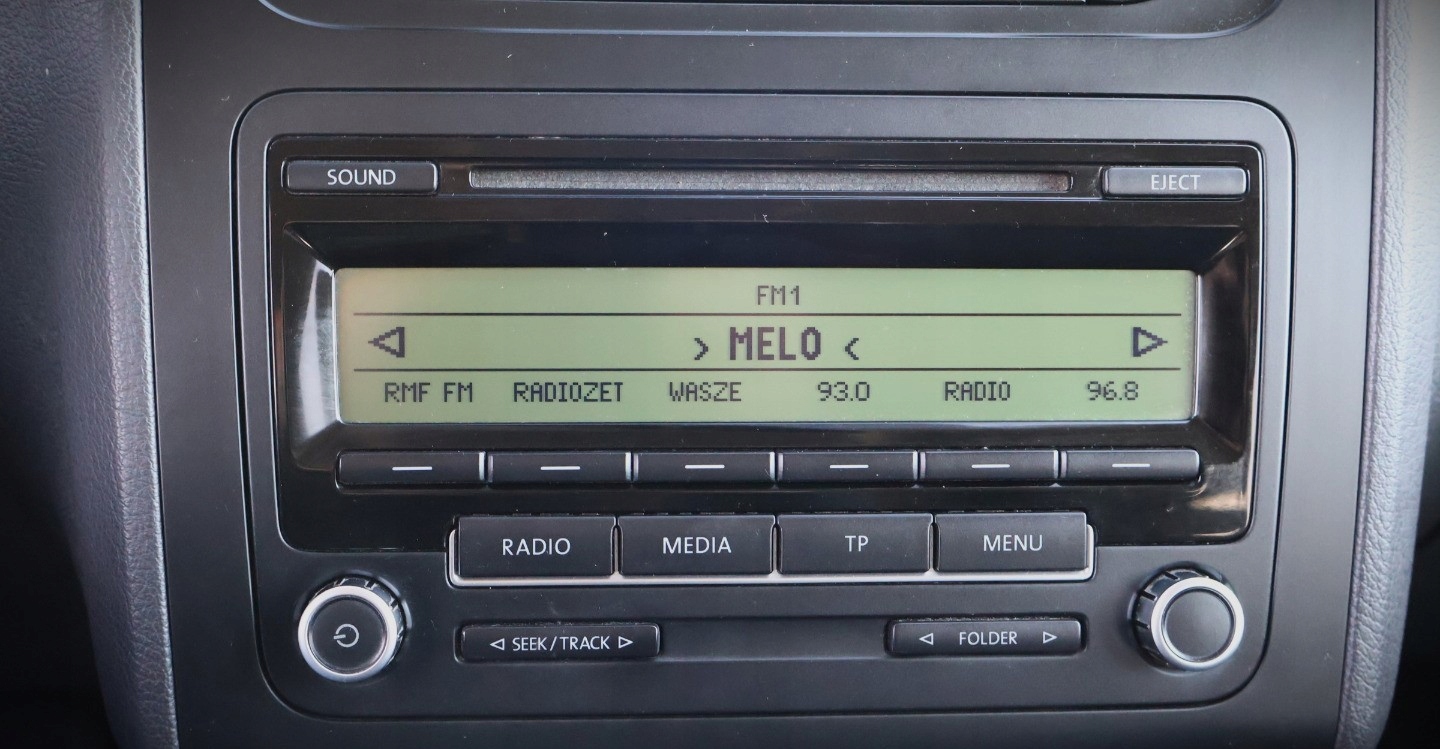 SOUND EJECT
FM1
> MELO <
RMF FM RADIOZET WASZE 93.0 RADIO 96.8
RADIO MEDIA TP MENU
SEEK/TRACK FOLDER